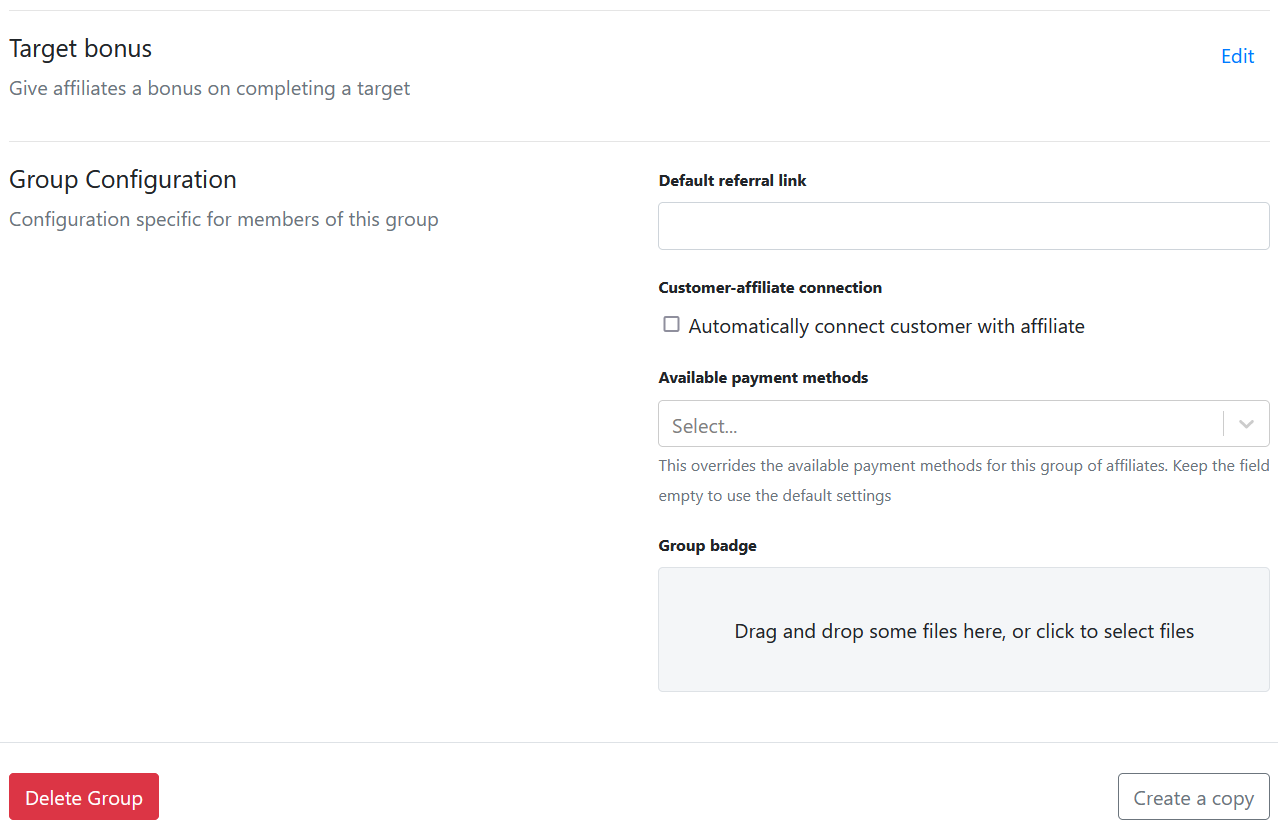 Target bonus
Edit
Give affiliates a bonus on completing a target
Group Configuration
Configuration specific for members of this group
Default referral link
Customer-affiliate connection
Automatically connect customer with affiliate
Available payment methods
Select...
This overrides the available payment methods for this group of affiliates. Keep the field
empty to use the default settings
Group badge
Drag and drop some files here, or click to select files
Delete Group
Create a copy